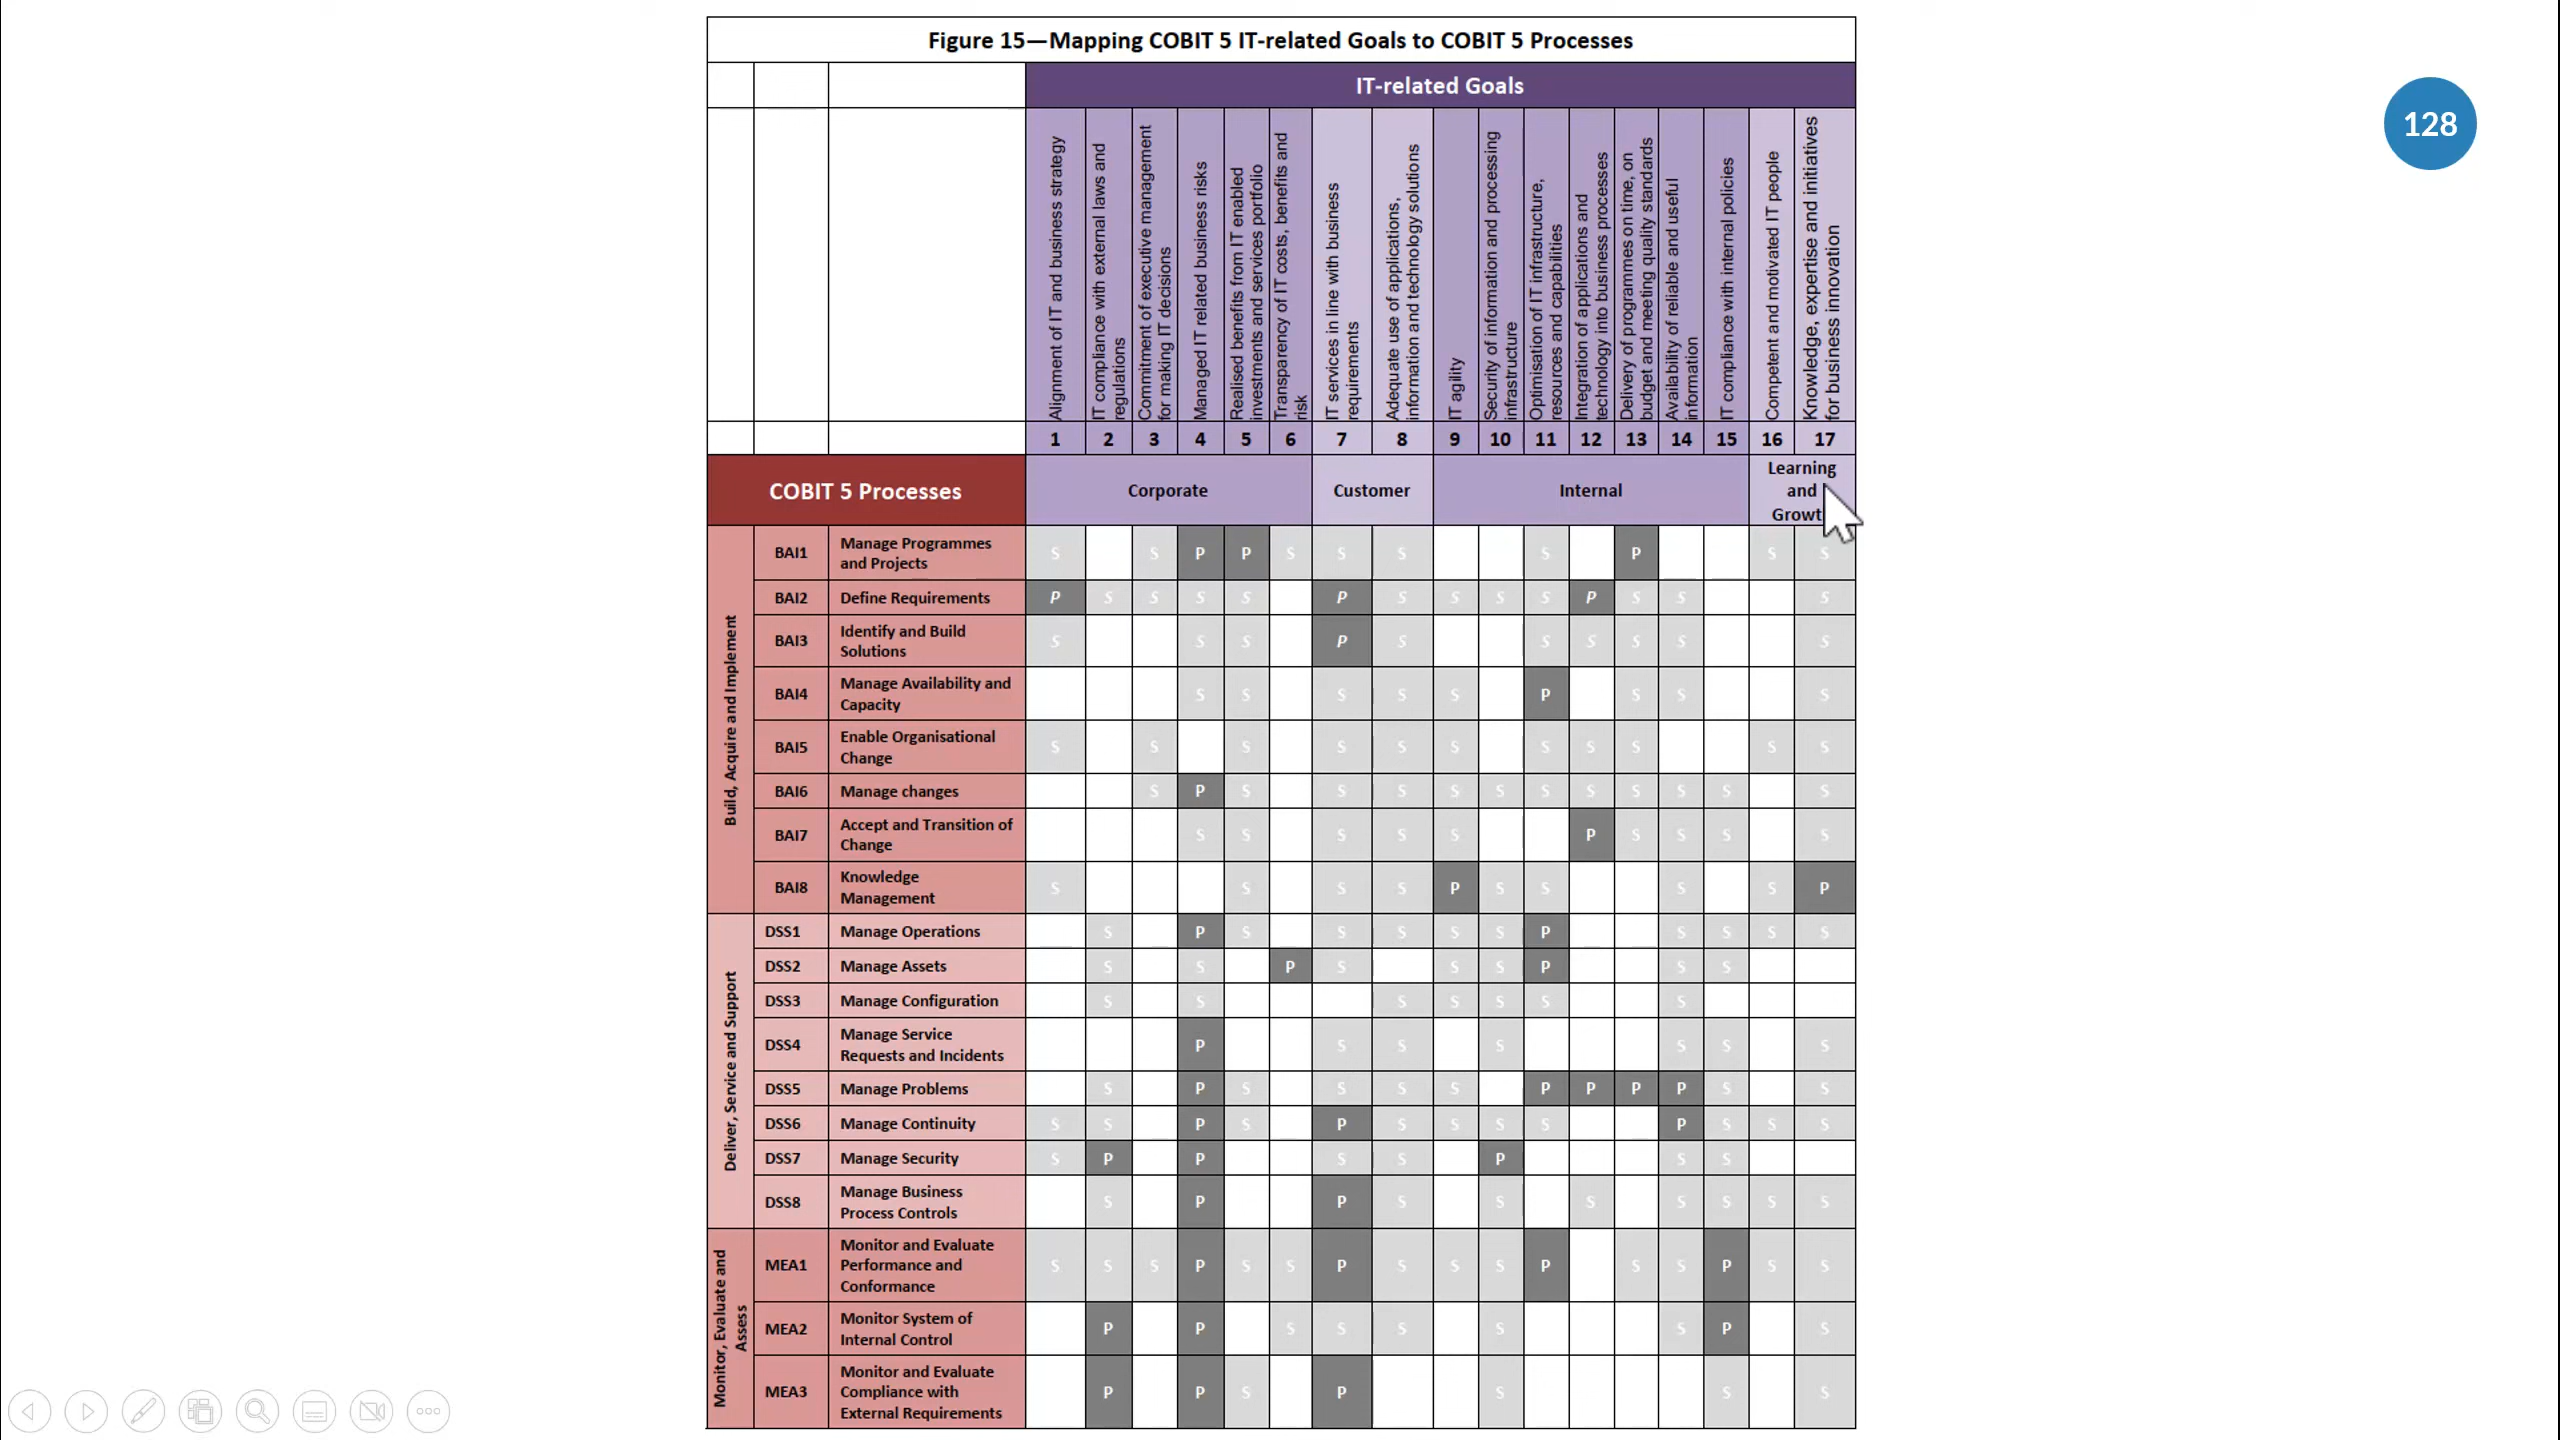 Figure 15—Mapping COBIT 5 IT-related Goals to COBIT 5 Processes
128
IT-related Goals
Alignment of IT and business strategy
IT compliance with external laws and
regulations
Commitment of executive management
for making IT decisions
Managed IT related business risks
Realised benefits from IT enabled
investments and services portfolio
Transparency of IT costs, benefits and
risk
IT services in line with business
requirements
Adequate use of applications,
information and technology solutions
IT agility
Security of information and processing
infrastructure
Optimisation of IT infrastructure,
resources and capabilities
Integration of applications and
technology into business processes
Delivery of programmes on time, on
budget and meeting quality standards
Availability of reliable and useful
information
IT compliance with internal policies
Competent and motivated IT people
Knowledge, expertise and initiatives
for business innovation
1 2 3 4 5 6 7 8 9 10 11 12 13 14 15 16 17
COBIT 5 Processes
Corporate
Customer
Internal
Learning
and
Growt
Build, Acquire and Implement
BAI1
Manage Programmes
and Projects
S S P P S S S S P S S
BAI2 Define Requirements P S S S S P S S S S P S S S
BAI3
Identify and Build
Solutions
S S S P S S S S S S
BAI4
Manage Availability and
Capacity
S S S S S P S S S
BAI5
Enable Organisational
Change
S S S S S S S S S S S
BAI6 Manage changes S P S S S S S S S S S S S
BAI7
Accept and Transition of
Change
S S S S S P S S S S
BAI8
Knowledge
Management
S S S S P S S S S P
Deliver, Service and Support
DSS1 Manage Operations S P S S S S S P S S S S
DSS2 Manage Assets S S P S S S P S S
DSS3 Manage Configuration S S S S S S S
DSS4
Manage Service
Requests and Incidents
P S S S S S S
DSS5 Manage Problems S P S S S S P P P P S S
DSS6 Manage Continuity S S P S P S S S S P S S S
DSS7 Manage Security S P P S S P S S
DSS8
Manage Business
Process Controls
S P P S S S S S S S
Monitor, Evaluate and
Assess
MEA1
Monitor and Evaluate
Performance and
Conformance
S S S P S S P S S S P S S P S S
MEA2
Monitor System of
Internal Control
P P S S S S S P S
MEA3
Monitor and Evaluate
Compliance with
External Requirements
P P S P S S S